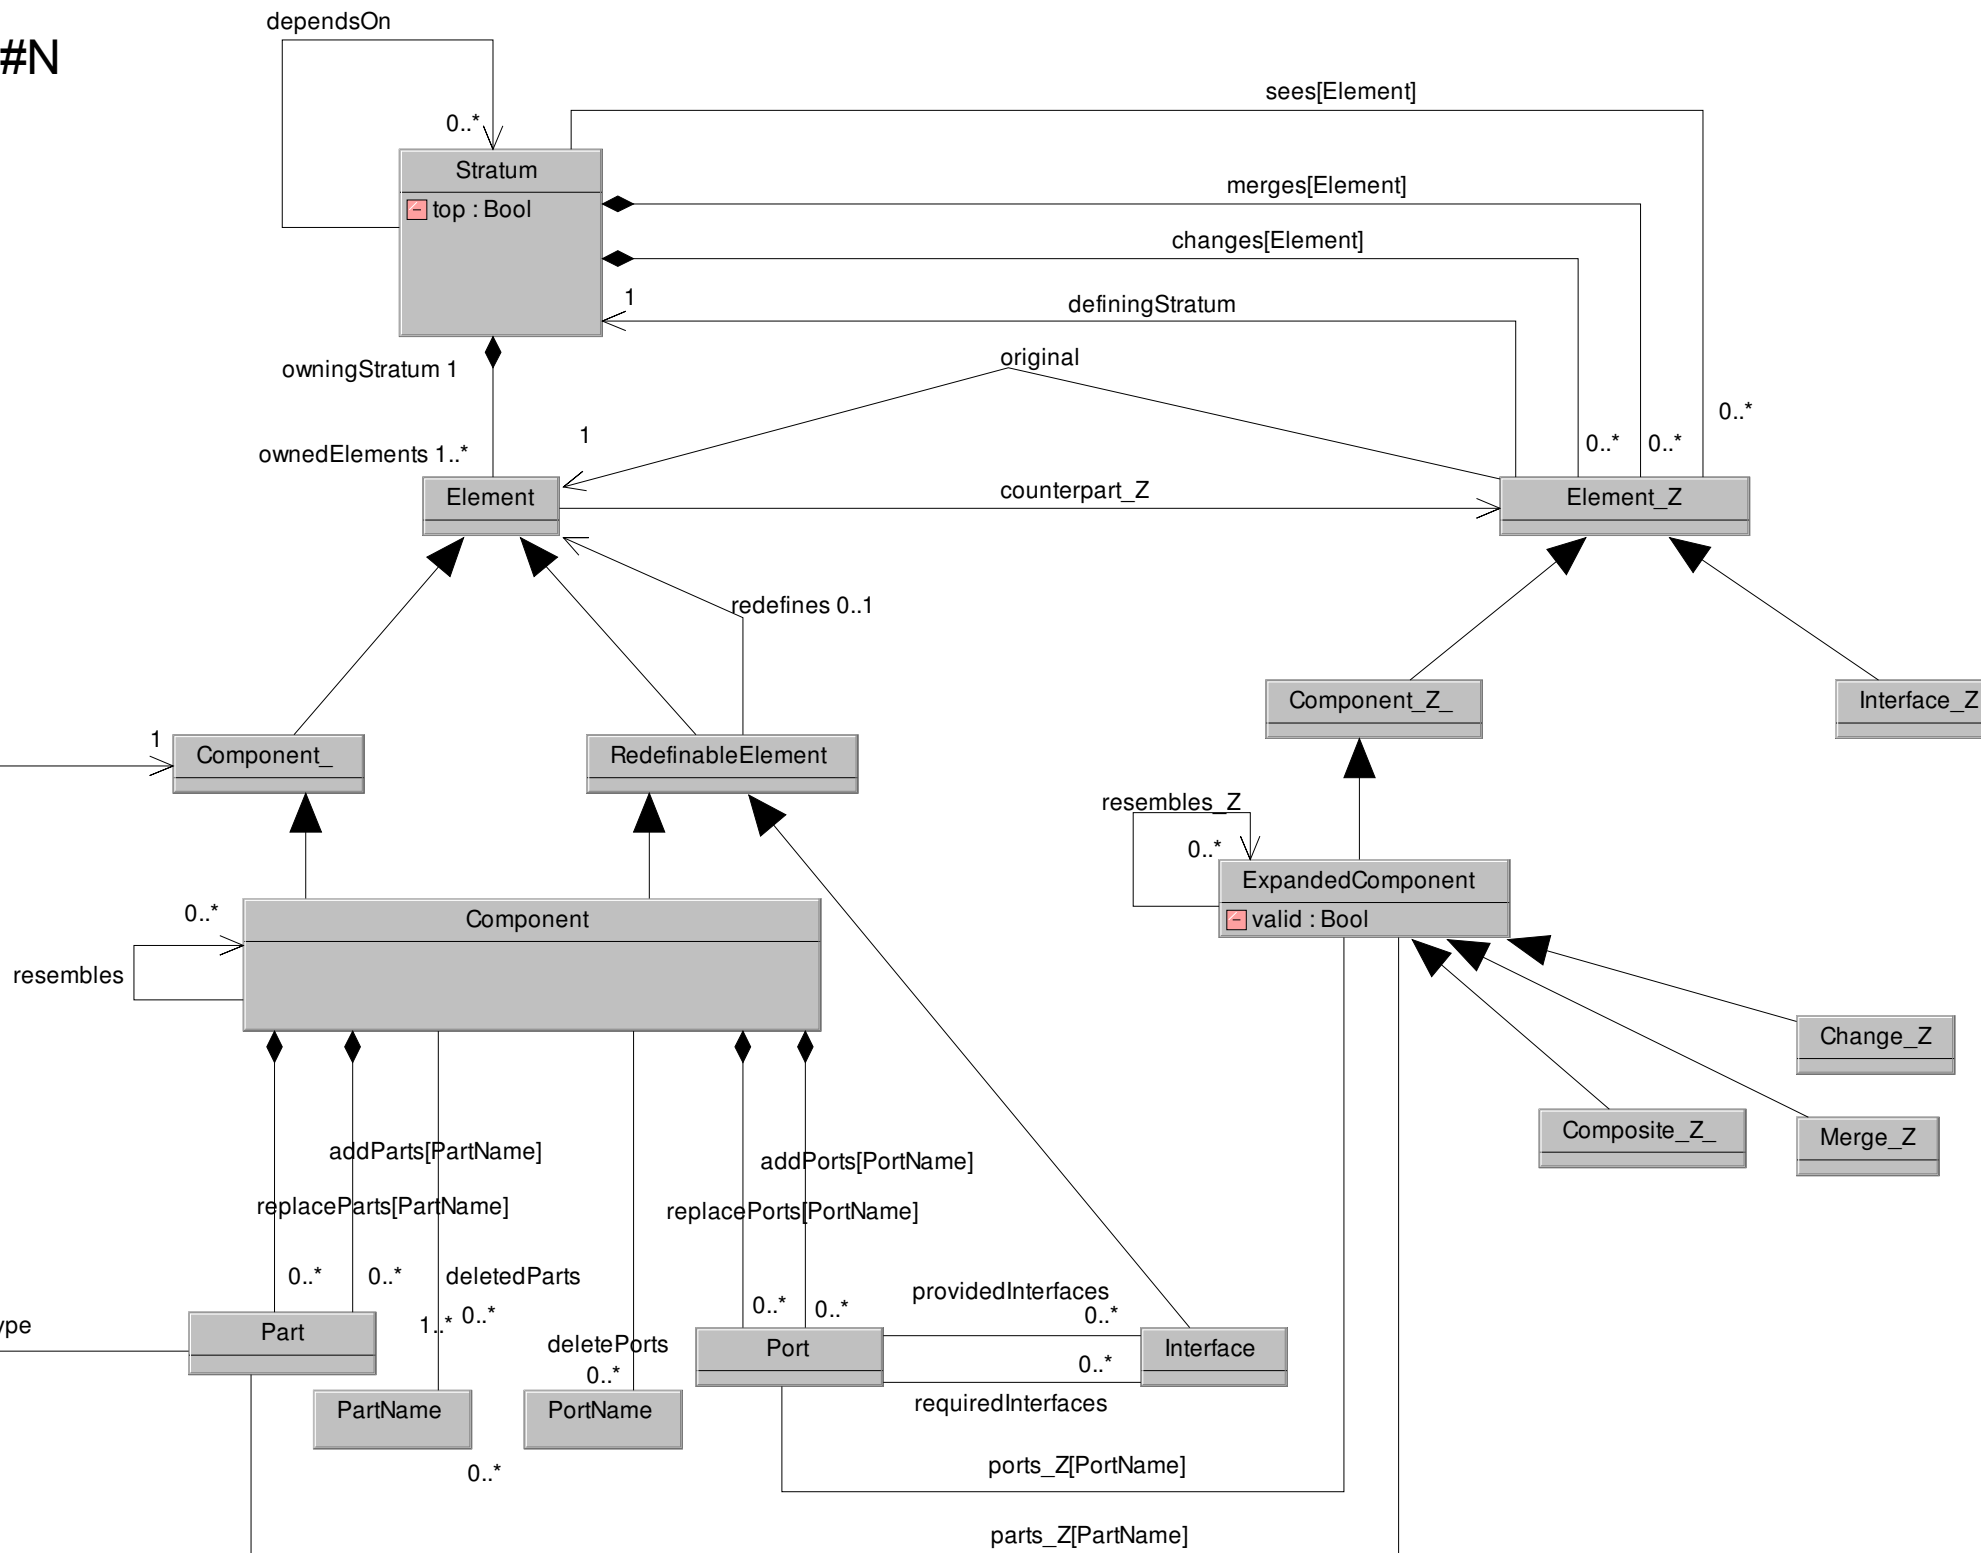 dependsOn
#N
sees[Element]
0..*
Stratum
merges[Element]
top : Bool
changes[Element]
1
definingStratum
original
owningStratum 1
0..*
1
0..*
0..*
ownedElements 1..*
counterpart_Z
Element
Element_Z
redefines 0..1
Component_Z_
Interface_Z
1
Component_
RedefinableElement
resembles_Z
0..*
ExpandedComponent
0..*
Component
valid : Bool
resembles
Change_Z
Composite_Z_
Merge_Z
addParts[PartName]
addPorts[PortName]
replaceParts[PartName]
replacePorts[PortName]
0..*
0..*
deletedParts
providedInterfaces
0..*
0..*
0..*
1..*
0..*
ype
Part
deletePorts
Port
Interface
0..*
0..*
requiredInterfaces
PartName
PortName
ports_Z[PortName]
0..*
parts_Z[PartName]